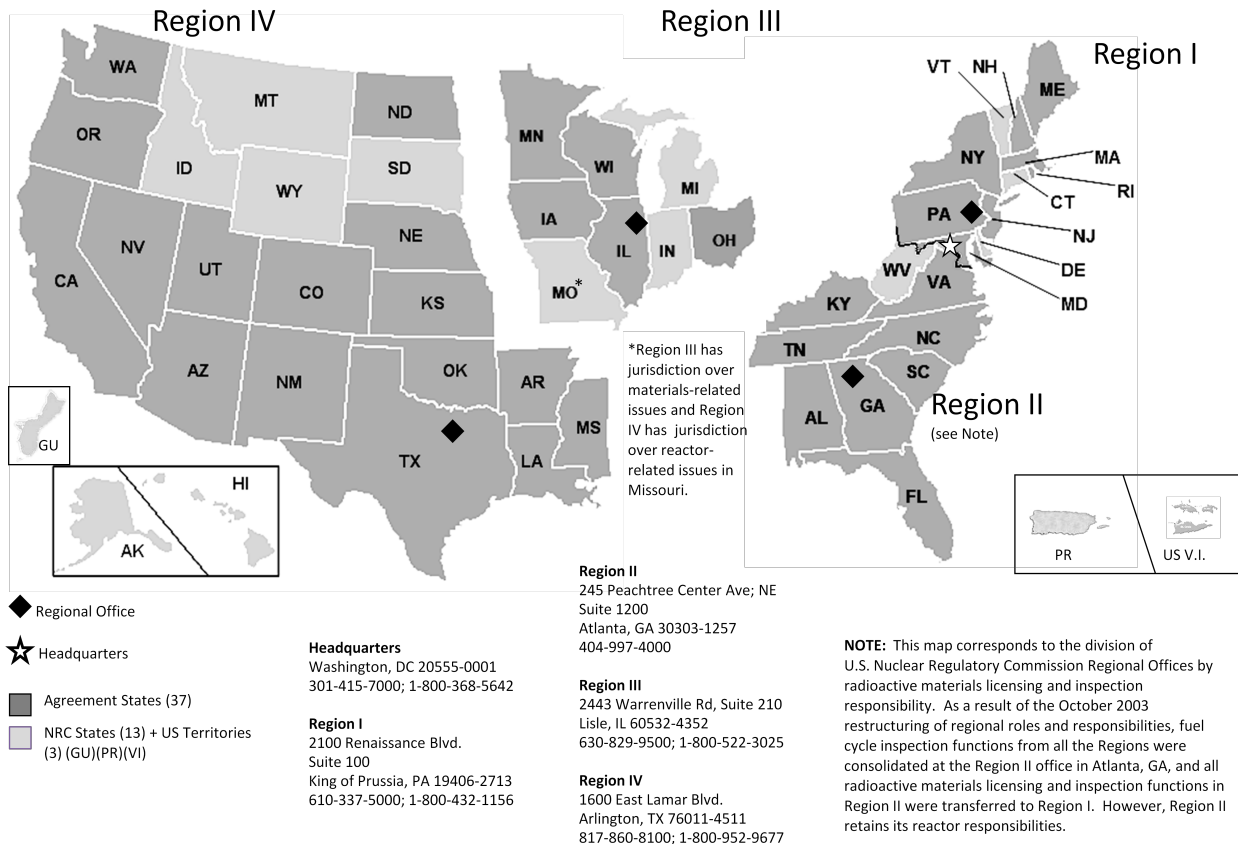 Region IV
Region III
Region I
WA
OR
ID
MT
ND
SD
WY
NE
NV
UT
CA
CO
KS
AZ
NM
OK
TX
AR
LA
MS
GU
HI
AK
MN
WI
MI
IA
IL
IN
OH
MO*
*Region III has
jurisdiction over
materials-related
issues and Region
IV has jurisdiction
over reactor-
related issues in
Missouri.
VT
NH
ME
NY
MA
RI
CT
PA
NJ
DE
MD
WV
VA
KY
TN
NC
SC
AL
GA
FL
Region II
(see Note)
PR
US V.I.
Regional Office
Headquarters
Agreement States (37)
NRC States (13) + US Territories
(3) (GU)(PR)(VI)
Headquarters
Washington, DC 20555-0001
301-415-7000; 1-800-368-5642
Region I
2100 Renaissance Blvd.
Suite 100
King of Prussia, PA 19406-2713
610-337-5000; 1-800-432-1156
Region II
245 Peachtree Center Ave; NE
Suite 1200
Atlanta, GA 30303-1257
404-997-4000
Region III
2443 Warrenville Rd, Suite 210
Lisle, IL 60532-4352
630-829-9500; 1-800-522-3025
Region IV
1600 East Lamar Blvd.
Arlington, TX 76011-4511
817-860-8100; 1-800-952-9677
NOTE: This map corresponds to the division of
U.S. Nuclear Regulatory Commission Regional Offices by
radioactive materials licensing and inspection
responsibility. As a result of the October 2003
restructuring of regional roles and responsibilities, fuel
cycle inspection functions from all the Regions were
consolidated at the Region II office in Atlanta, GA, and all
radioactive materials licensing and inspection functions in
Region II were transferred to Region I. However, Region II
retains its reactor responsibilities.